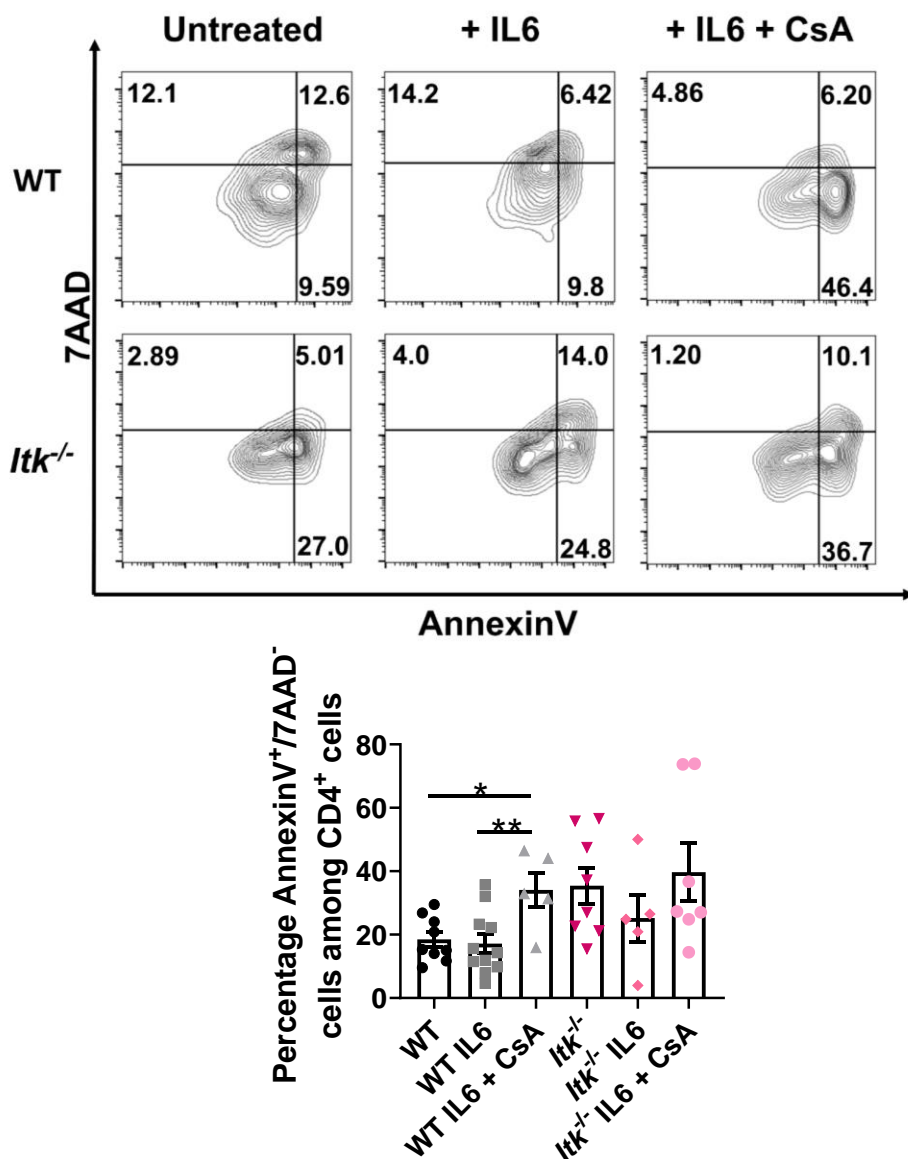 Untreated + IL6 + IL6 + CsA
12.1 12.6 14.2 6.42 4.86 6.20
WT
9.59 9.8 46.4
7AAD
2.89 5.01 4.0 14.0 1.20 10.1
Itk-/-
27.0 24.8 36.7
AnnexinV
Percentage AnnexinV+/7AAD-
cells among CD4+ cells
80
60
40
20
0
*
**
WT
WT IL6
WT IL6 + CsA
Itk-/-
Itk-/- IL6
Itk-/- IL6 + CsA